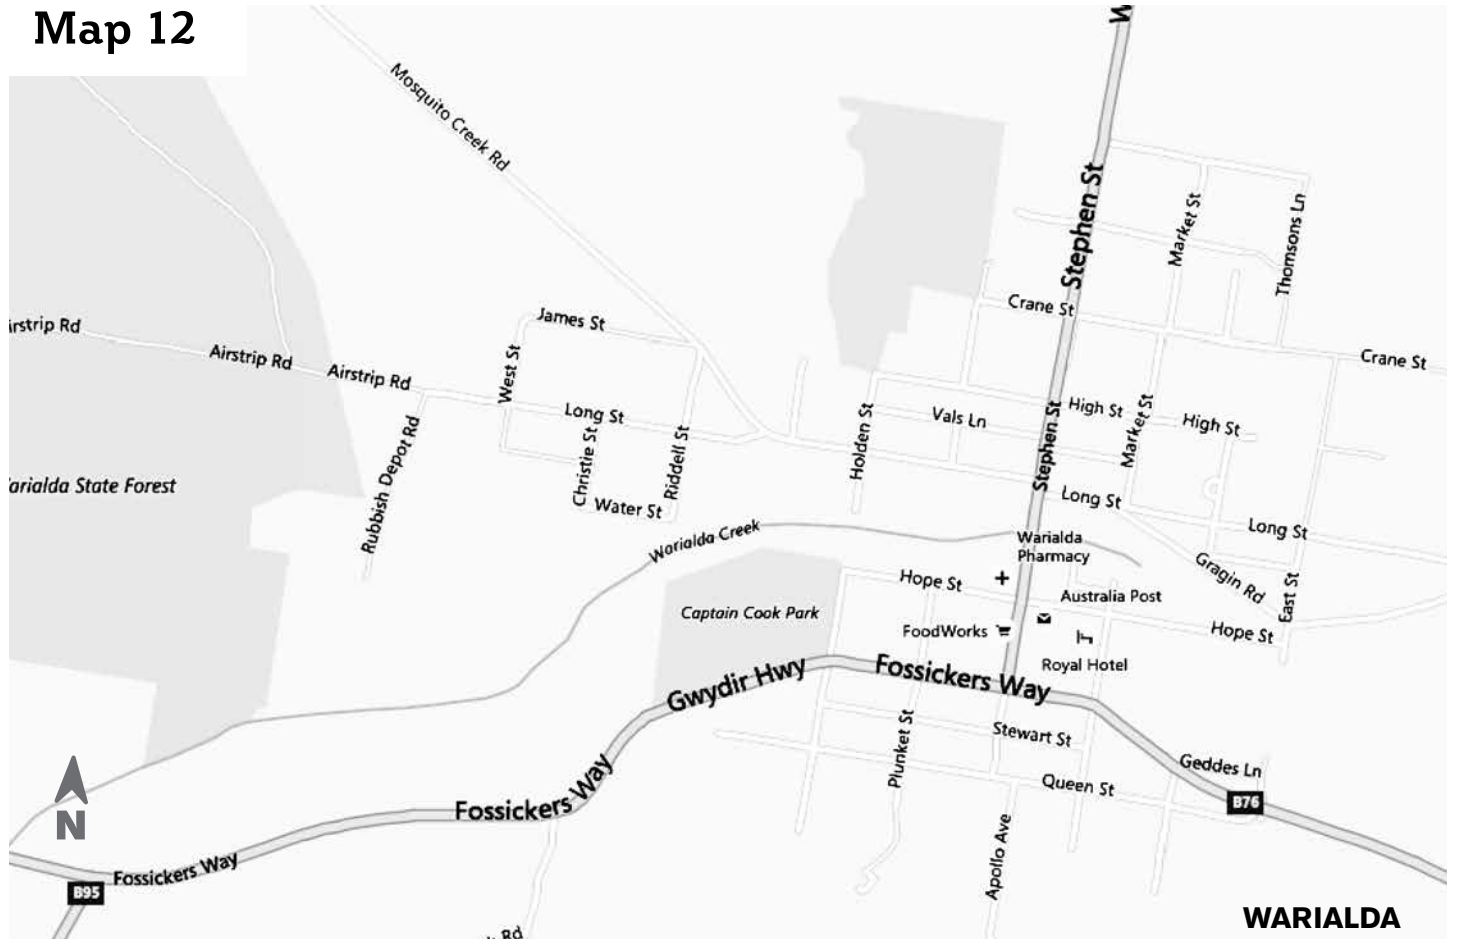 Map 12
Mosquito Creek Rd
Stephen St
Market St
Thomsons Ln
Crane St
Crane St
James St
Airstrip Rd
Airstrip Rd
West St
Long St
Christie St
Riddell St
Water St
Rubbish Depot Rd
Holden St
Vals Ln
High St
High St
Stephen St
Market St
Long St
Long St
State Forest
Warialda Creek
Warialda
Pharmacy
Gragin Rd
East St
Hope St
Australia Post
Captain Cook Park
FoodWorks
Hope St
Royal Hotel
Gwydir Hwy
Fossickers Way
Plunket St
Stewart St
Geddes Ln
Queen St
B76
Fossickers Way
Apollo Ave
N
Fossickers Way
B95
Rd
WARIALDA